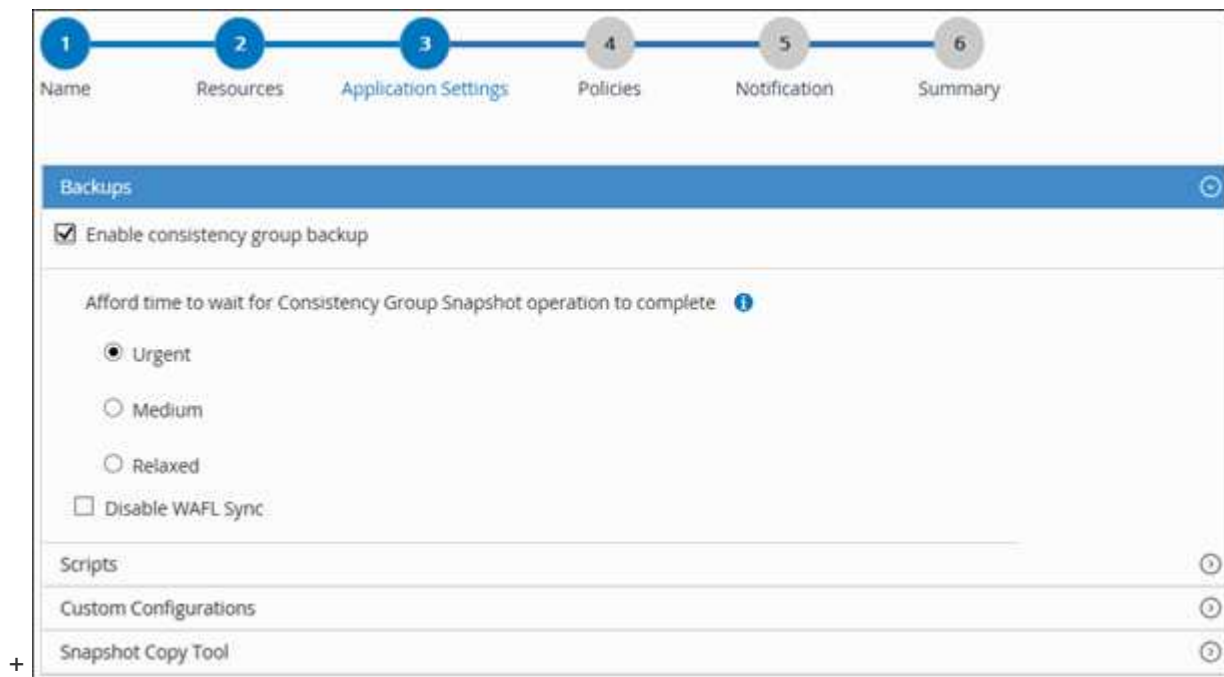 1 2 3 4 5 6
Name Resources Application Settings Policies Notification Summary
Backups
Enable consistency group backup
Afford time to wait for Consistency Group Snapshot operation to complete i
Urgent
Medium
Relaxed
Disable WAFL Sync
Scripts
Custom Configurations
Snapshot Copy Tool
+